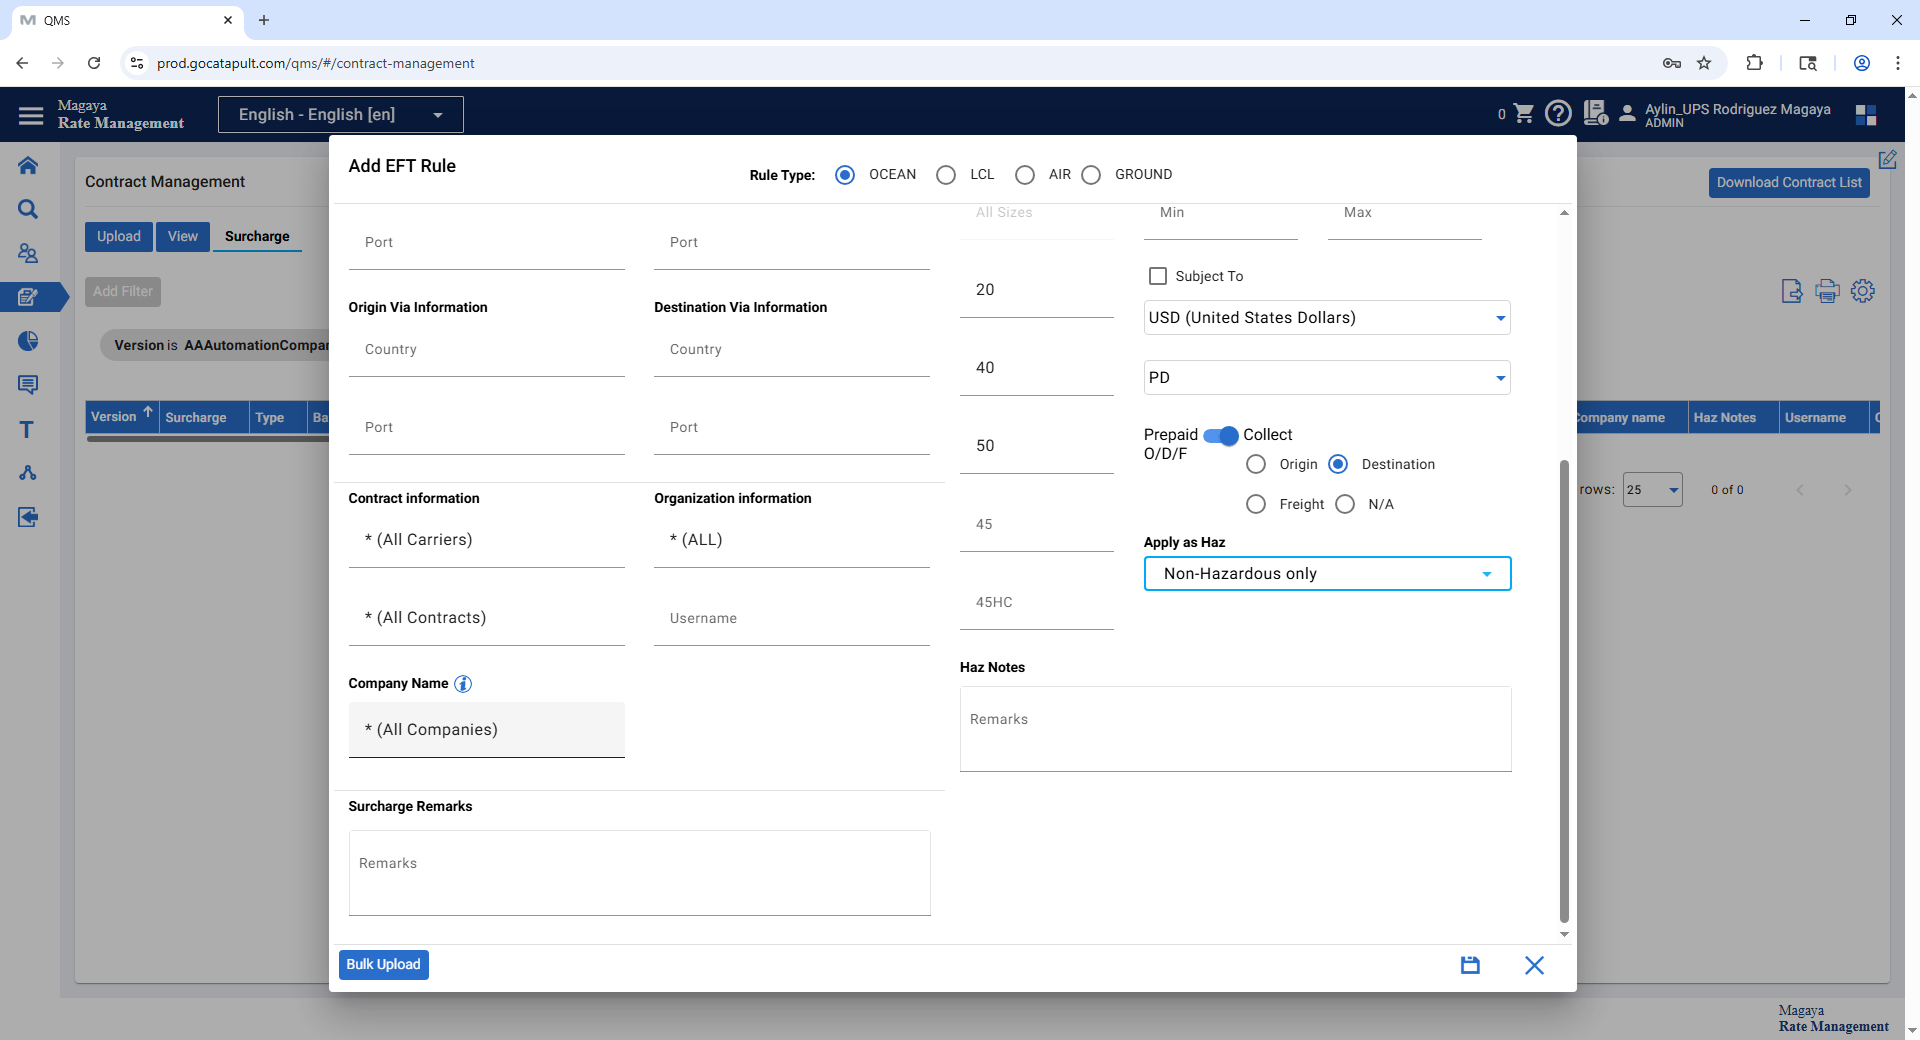 QMS
prod.gocatapult.com/qms/#/contract-management
Magaya
Rate Management
English - English [en]
0
Aylin_UPS Rodriguez Magaya
ADMIN
Contract Management
Download Contract List
Upload
View
Surcharge
Add Filter
Version is AAAutomationCompan
Version
Surcharge
Type
Ba
Company name
Haz Notes
Username
rows:
25
0 of 0
Add EFT Rule
Rule Type:
OCEAN
LCL
AIR
GROUND
Port
Port
Origin Via Information
Destination Via Information
Country
Country
Port
Port
Contract information
Organization information
* (All Carriers)
* (ALL)
* (All Contracts)
Username
Company Name
* (All Companies)
Surcharge Remarks
Remarks
All Sizes
Min
Max
20
Subject To
USD (United States Dollars)
40
PD
50
Prepaid
Collect
O/D/F
Origin
Destination
Freight
N/A
45
Apply as Haz
Non-Hazardous only
45HC
Haz Notes
Remarks
Bulk Upload
Magaya
Rate Management